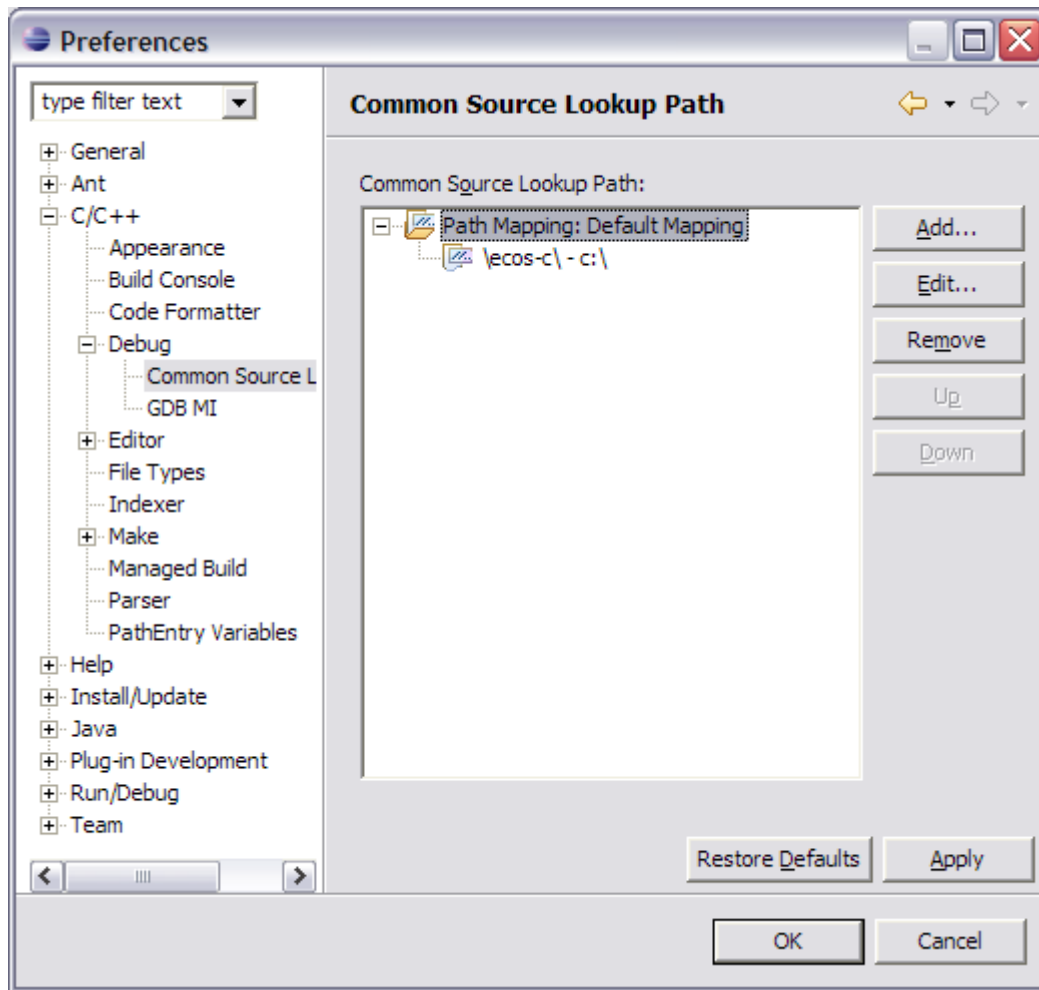 Preferences
type filter text
Common Source Lookup Path
General
Ant
C/C++
Appearance
Build Console
Code Formatter
Debug
Common Source L
GDB MI
Editor
File Types
Indexer
Make
Managed Build
Parser
PathEntry Variables
Help
Install/Update
Java
Plug-in Development
Run/Debug
Team
Common Source Lookup Path:
Path Mapping: Default Mapping
\ecos-c\ - c:\
Add...
Edit...
Remove
Up
Down
Restore Defaults
Apply
OK
Cancel